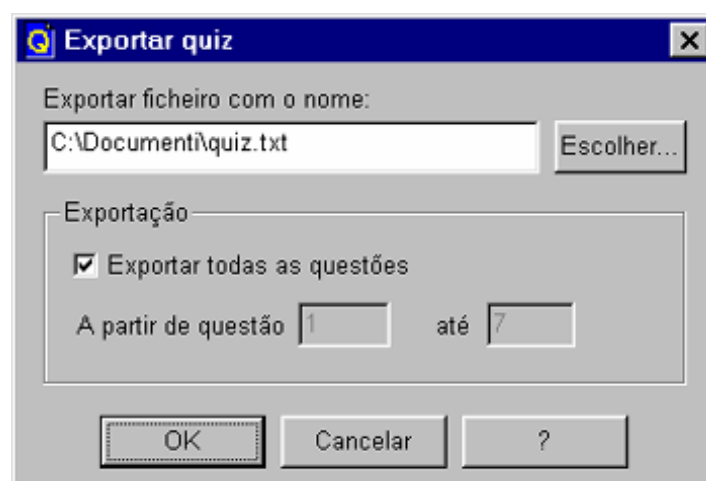 Exportar quiz
Exportar ficheiro com o nome:
C:\Documenti\quiz.txt
Escolher...
Exportação
Exportar todas as questões
A partir de questão 1 até 7
OK Cancelar ?